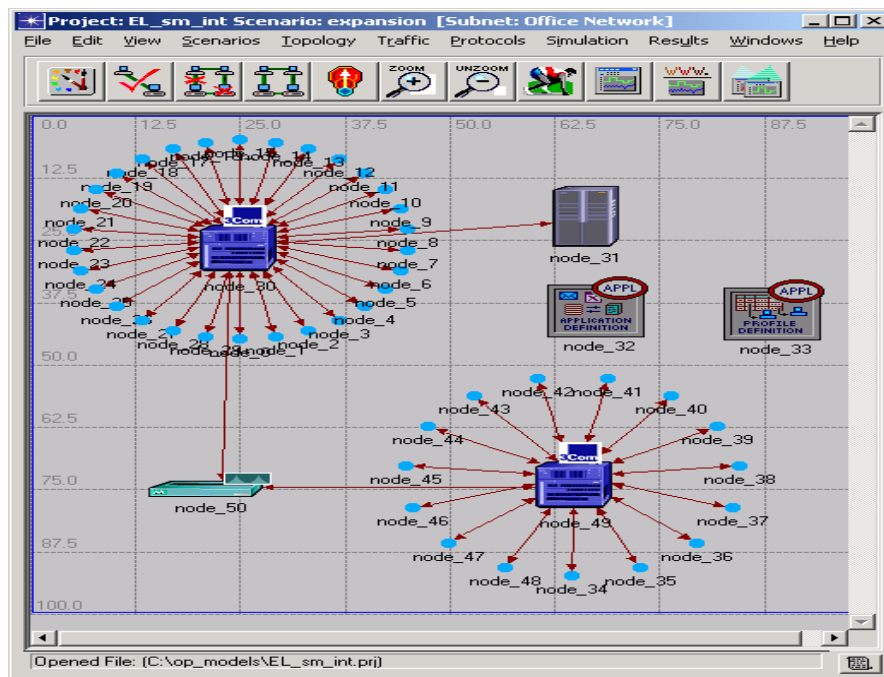 Project: EL_sm_int Scenario: expansion [Subnet: Office Network]
File Edit View Scenarios Topology Traffic Protocols Simulation Results Windows Help
ZOOM UNZOOM WWW.
0.0 12.5 25.0 37.5 50.0 62.5 75.0 87.5
node_17
node_13
12.5
node_18
node_12
node_19
node_11
node_20
node_10
3Com
node_21
node_9
25.0
node_22
node_8
node_31
node_23
node_7
node_30
node_6
APPL
APPL
37.5
node_5
APPLICATION DEFINITION
PROFILE DEFINITION
node_4
node_3
node_2
node_1
node_32
node_33
50.0
node_42
node_41
node_43
node_40
62.5
node_44
node_39
3Com
75.0
node_45
node_38
node_50
node_46
node_49
node_37
87.5
node_47
node_36
node_48
node_34
node_35
100.0
Opened File: (C:\op_models\EL_sm_int.prj)